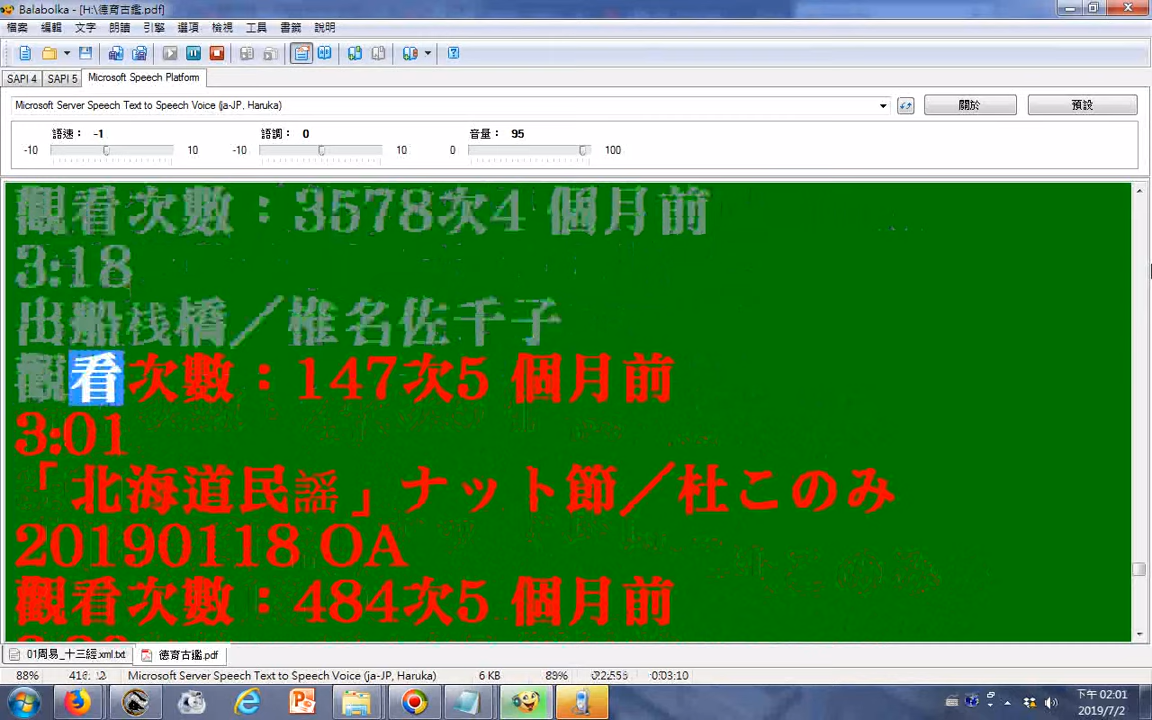 Balabolka - [H:\德育古鑑.pdf]
檔案 編輯 文字 朗讀 引擎 選項 檢視 工具 書籤 說明
SAPI 4 SAPI 5 Microsoft Speech Platform
Microsoft Server Speech Text to Speech Voice (ja-JP, Haruka) 關於 預設
語速： -1 語調： 0 音量： 95
-10 10 -10 10 0 100
觀看次數：3578次4 個月前
3:18
出船桟橋／椎名佐千子
觀看次數：147次5 個月前
3:01
「北海道民謡」ナット節／杜このみ
20190118 OA
觀看次數：484次5 個月前
01周易_十三經.xml.txt 德育古鑑.pdf
88% Microsoft Server Speech Text to Speech Voice (ja-JP, Haruka) 6 KB 89% 0:03:10
下午 02:01
2019/7/2